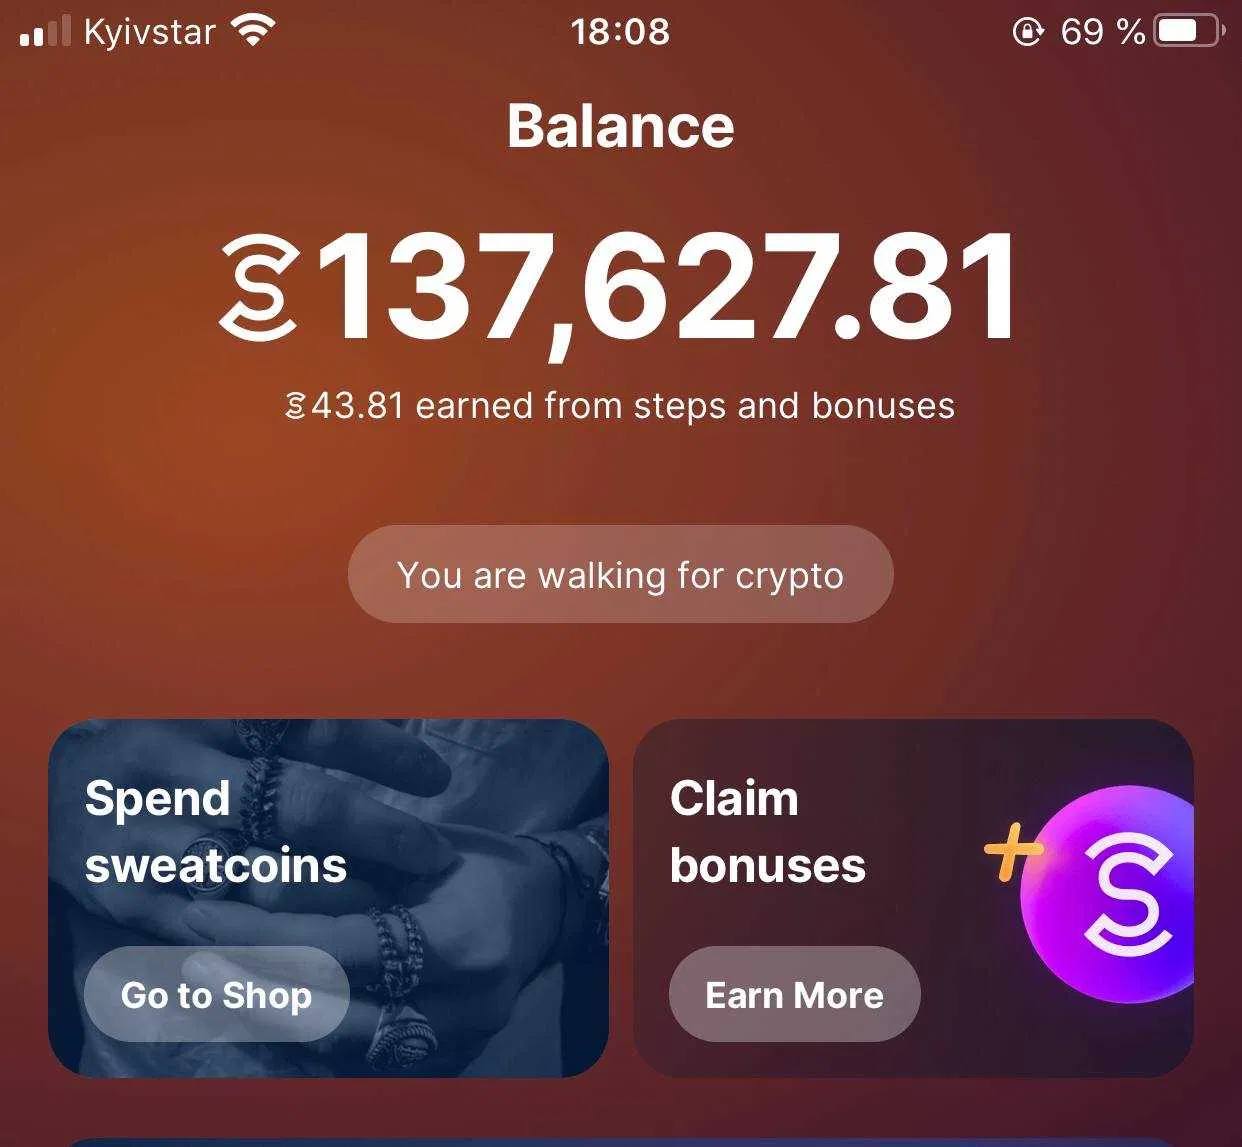 Kyivstar 18:08 69 %
Balance
137,627.81
43.81 earned from steps and bonuses
You are walking for crypto
Spend
sweatcoins
Go to Shop
Claim
bonuses
Earn More